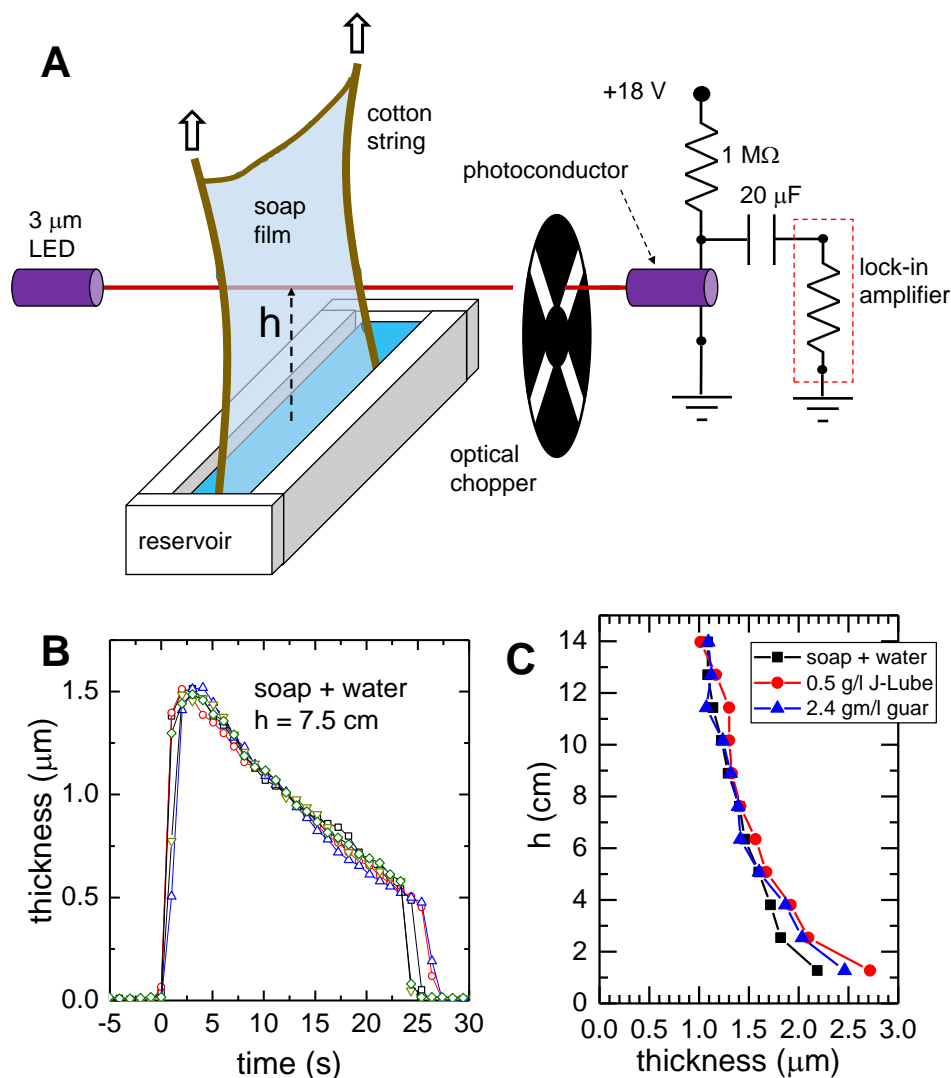 A
cotton
string
+18 V
1 MΩ
photoconductor
20 μF
3 μm
LED
soap
film
lock-in
amplifier
h
optical
chopper
reservoir
B
soap + water
h = 7.5 cm
thickness (μm)
1.5
1.0
0.5
0.0
-5 0 5 10 15 20 25 30
time (s)
C
soap + water
0.5 g/l J-Lube
2.4 gm/l guar
h (cm)
14
12
10
8
6
4
2
0
0.0 0.5 1.0 1.5 2.0 2.5 3.0
thickness (μm)